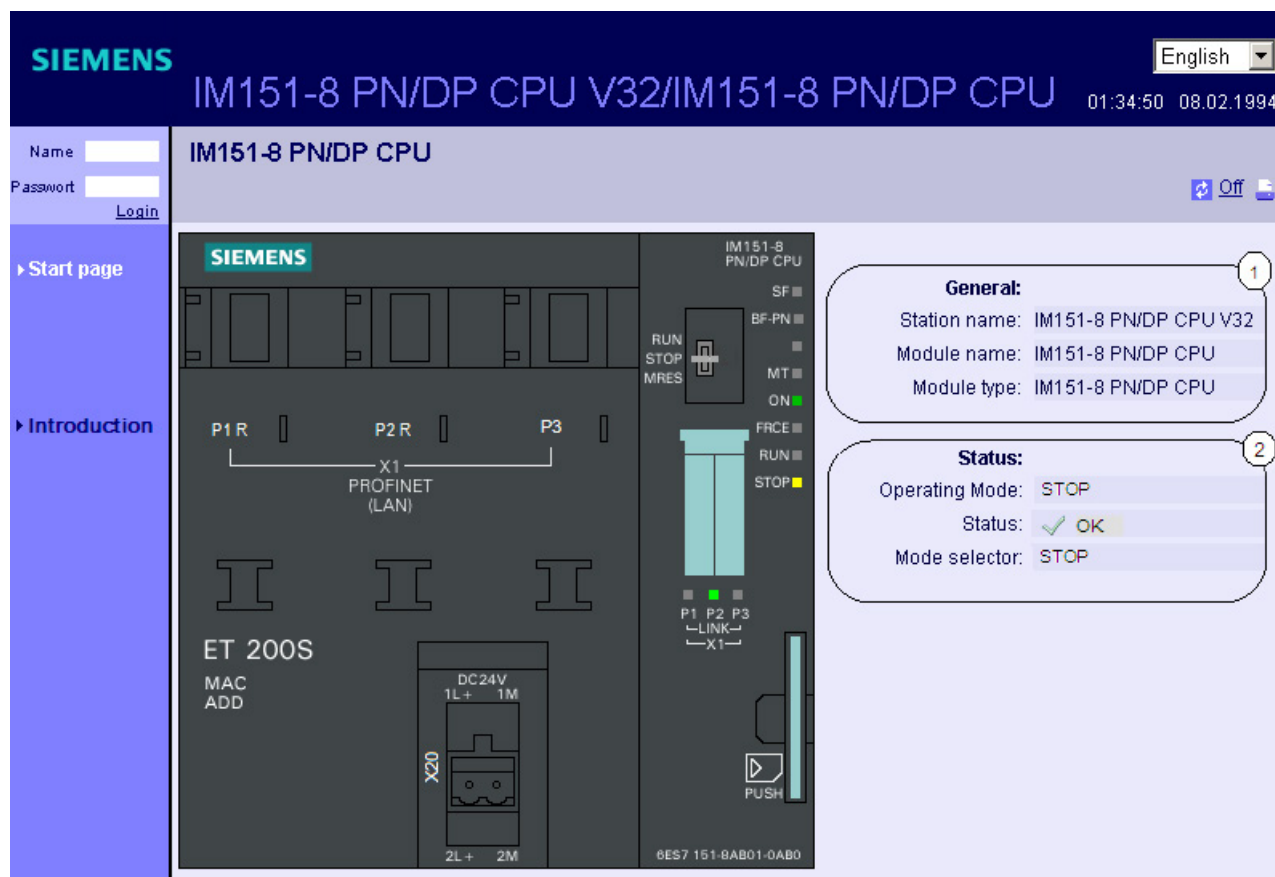 SIEMENS
English
IM151-8 PN/DP CPU V32/IM151-8 PN/DP CPU
01:34:50 08.02.1994
Name
Passwort
Login
IM151-8 PN/DP CPU
Off
Start page
Introduction
SIEMENS
IM151-8
PN/DP CPU
SF
BF-PN
RUN
STOP
MRES
MT
ON
FRCE
RUN
STOP
P1 R
P2 R
P3
X1
PROFINET
(LAN)
P1 P2 P3
LINK
X1
ET 200S
MAC
ADD
DC24V
1L+ 1M
X20
2L+ 2M
PUSH
6ES7 151-8AB01-0AB0
1
General:
Station name: IM151-8 PN/DP CPU V32
Module name: IM151-8 PN/DP CPU
Module type: IM151-8 PN/DP CPU
2
Status:
Operating Mode: STOP
Status: OK
Mode selector: STOP